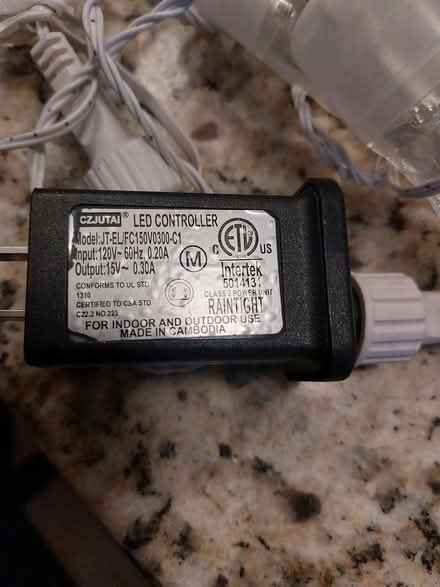 CZJUTAI ® LED CONTROLLER
Model:JT-EL/FC150V0300-C1
Input:120V~ 60Hz, 0.20A
Output:15V~ 0.30A
M
C ETL US
Intertek
5014131
CONFORMS TO UL STD
1310
CERTIFIED TO CSA STD
C22.2 NO.223
CLASS 2 POWER UNIT
RAINTIGHT
FOR INDOOR AND OUTDOOR USE
MADE IN CAMBODIA